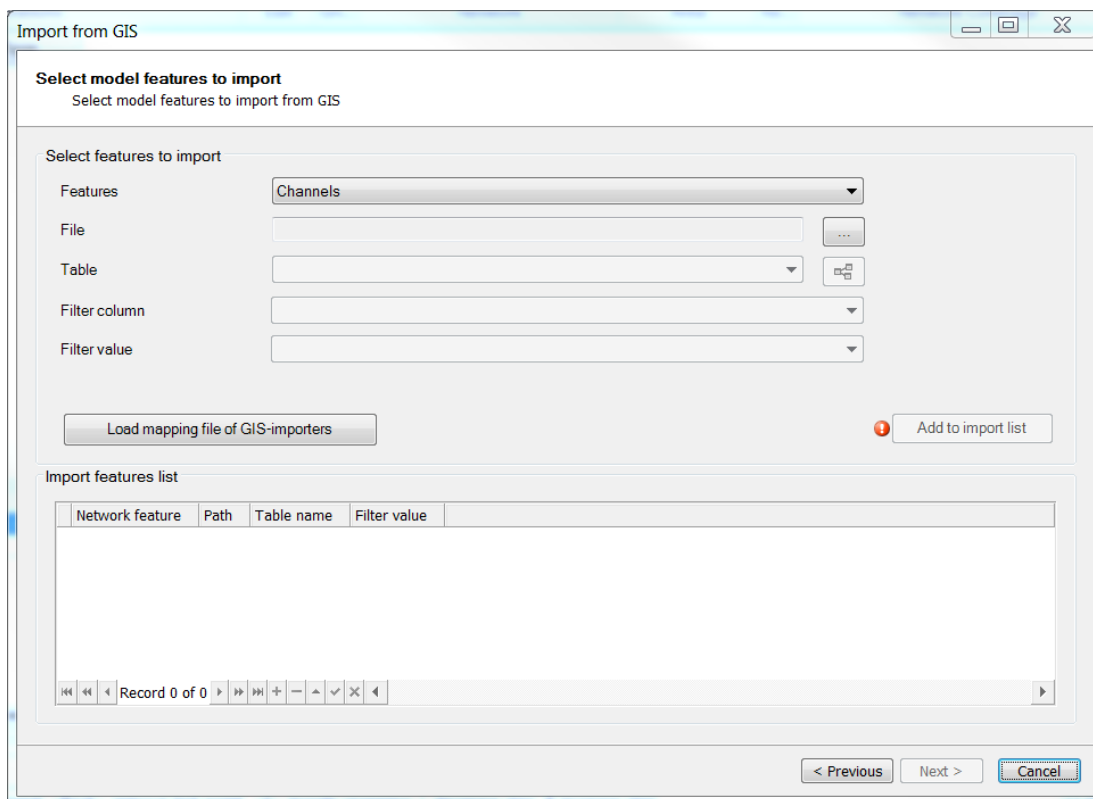 Import from GIS
Select model features to import
Select model features to import from GIS
Select features to import
Features Channels
File ...
Table
Filter column
Filter value
Load mapping file of GIS-importers Add to import list
Import features list
Network feature Path Table name Filter value
Record 0 of 0
< Previous Next > Cancel